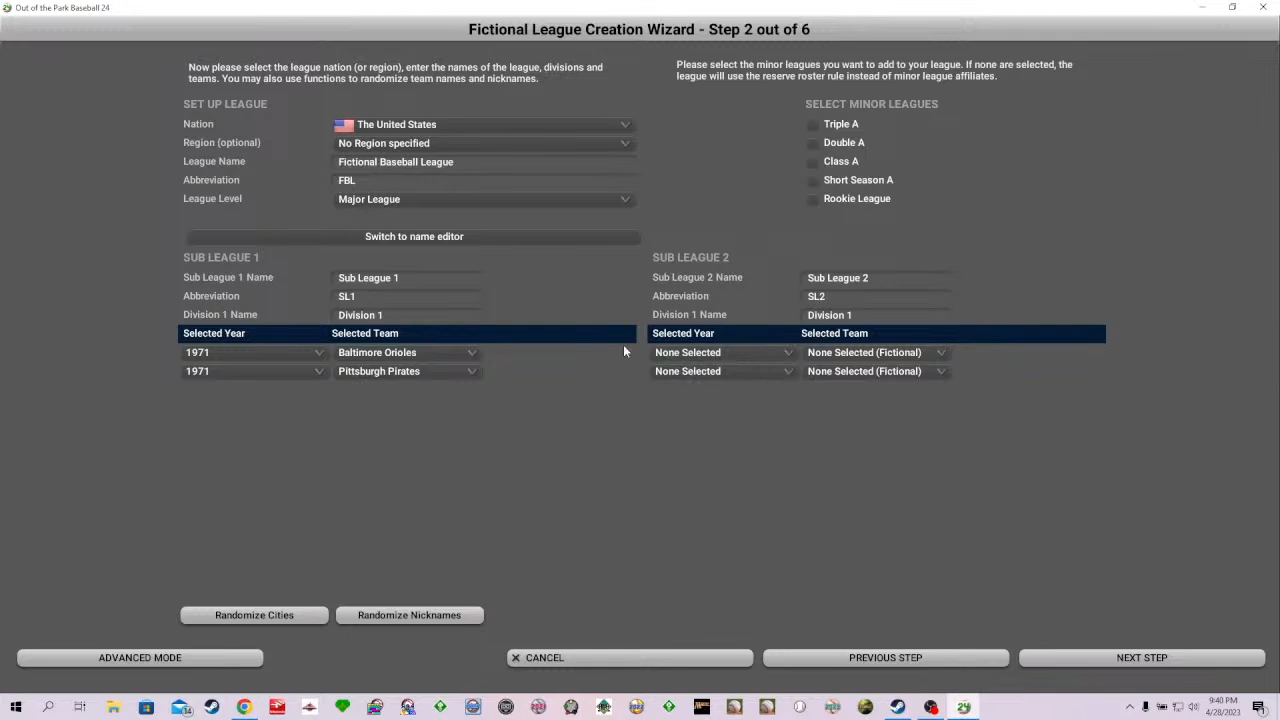 Out of the Park Baseball 24
Fictional League Creation Wizard - Step 2 out of 6
Now please select the league nation (or region), enter the names of the league, divisions and
teams. You may also use functions to randomize team names and nicknames.
Please select the minor leagues you want to add to your league. If none are selected, the
league will use the reserve roster rule instead of minor league affiliates.
SET UP LEAGUE
Nation The United States
Region (optional) No Region specified
League Name Fictional Baseball League
Abbreviation FBL
League Level Major League
SELECT MINOR LEAGUES
Triple A
Double A
Class A
Short Season A
Rookie League
Switch to name editor
SUB LEAGUE 1
Sub League 1 Name Sub League 1
Abbreviation SL1
Division 1 Name Division 1
Selected Year Selected Team
1971 Baltimore Orioles
1971 Pittsburgh Pirates
SUB LEAGUE 2
Sub League 2 Name Sub League 2
Abbreviation SL2
Division 1 Name Division 1
Selected Year Selected Team
None Selected None Selected (Fictional)
None Selected None Selected (Fictional)
Randomize Cities Randomize Nicknames
ADVANCED MODE CANCEL PREVIOUS STEP NEXT STEP
9:40 PM
4/28/2023